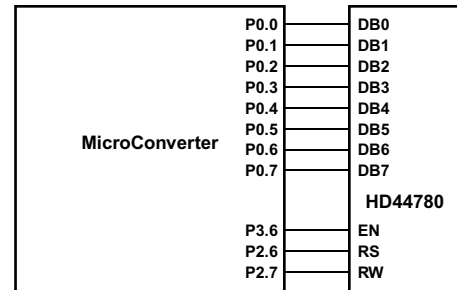 P0.0 DB0
P0.1 DB1
P0.2 DB2
P0.3 DB3
P0.4 DB4
P0.5 DB5
MicroConverter
P0.6 DB6
P0.7 DB7
HD44780
P3.6 EN
P2.6 RS
P2.7 RW